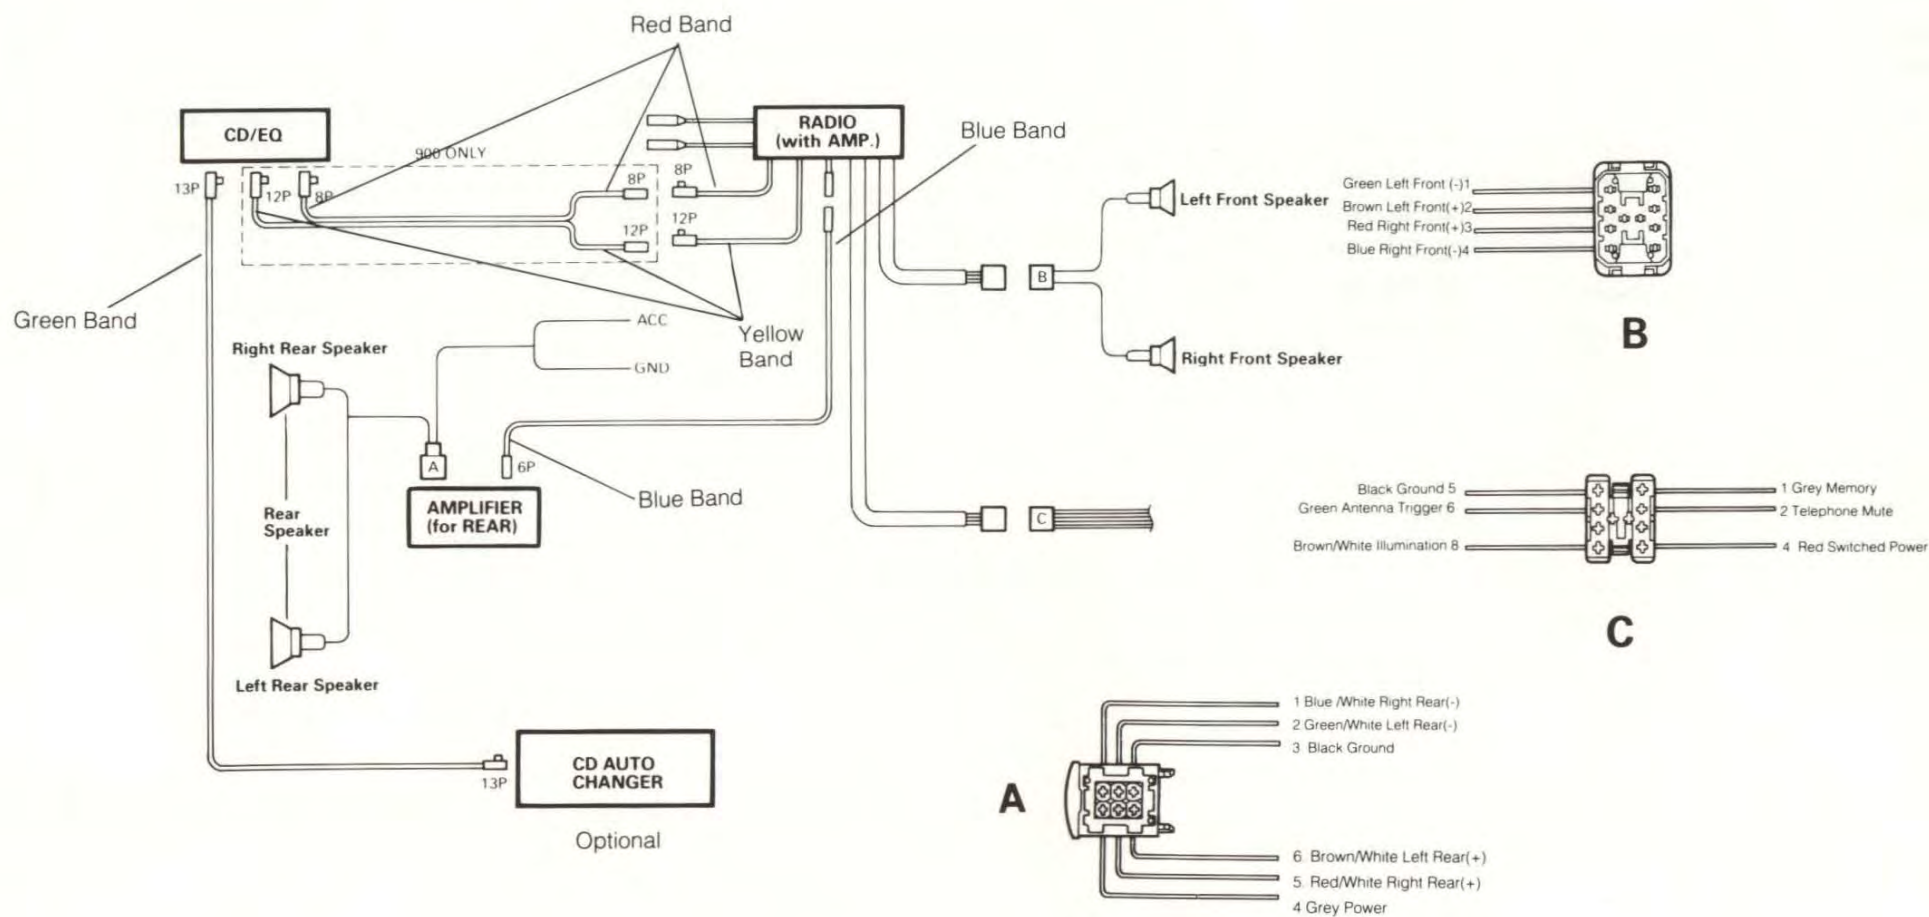 Red Band
CD/EQ
RADIO
(with AMP.)
Blue Band
900 ONLY
13P
12P
8P
8P
8P
12P
12P
Green Band
Left Front Speaker
Right Front Speaker
B
Green Left Front (-)1
Brown Left Front(+)2
Red Right Front(+)3
Blue Right Front(-)4
B
ACC
GND
Yellow
Band
Right Rear Speaker
Rear
Speaker
Left Rear Speaker
A
6P
AMPLIFIER
(for REAR)
Blue Band
C
Black Ground 5
Green Antenna Trigger 6
Brown/White Illumination 8
1 Grey Memory
2 Telephone Mute
4 Red Switched Power
C
13P
CD AUTO
CHANGER
Optional
A
1 Blue /White Right Rear(-)
2 Green/White Left Rear(-)
3 Black Ground
6. Brown/White Left Rear(+)
5. Red/White Right Rear(+)
4 Grey Power